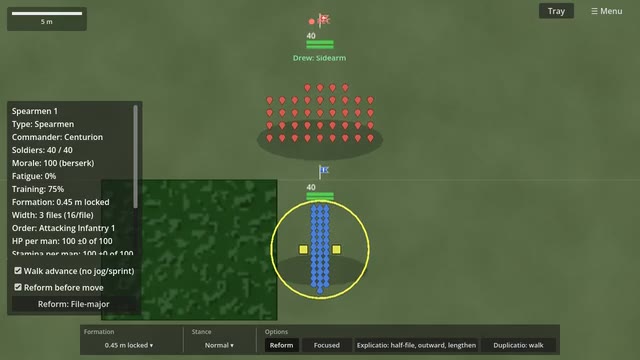 5 m
Tray
☰ Menu
40
Drew: Sidearm
Spearmen 1
Type: Spearmen
Commander: Centurion
Soldiers: 40 / 40
Morale: 100 (berserk)
Fatigue: 0%
Training: 75%
Formation: 0.45 m locked
Width: 3 files (16/file)
Order: Attacking Infantry 1
HP per man: 100 ±0 of 100
Stamina per man: 100 ±0 of 100
Walk advance (no jog/sprint)
Reform before move
Reform: File-major
40
Formation
0.45 m locked ▾
Stance
Normal ▾
Options
Reform
Focused
Explicatio: half-file, outward, lengthen
Duplicatio: walk